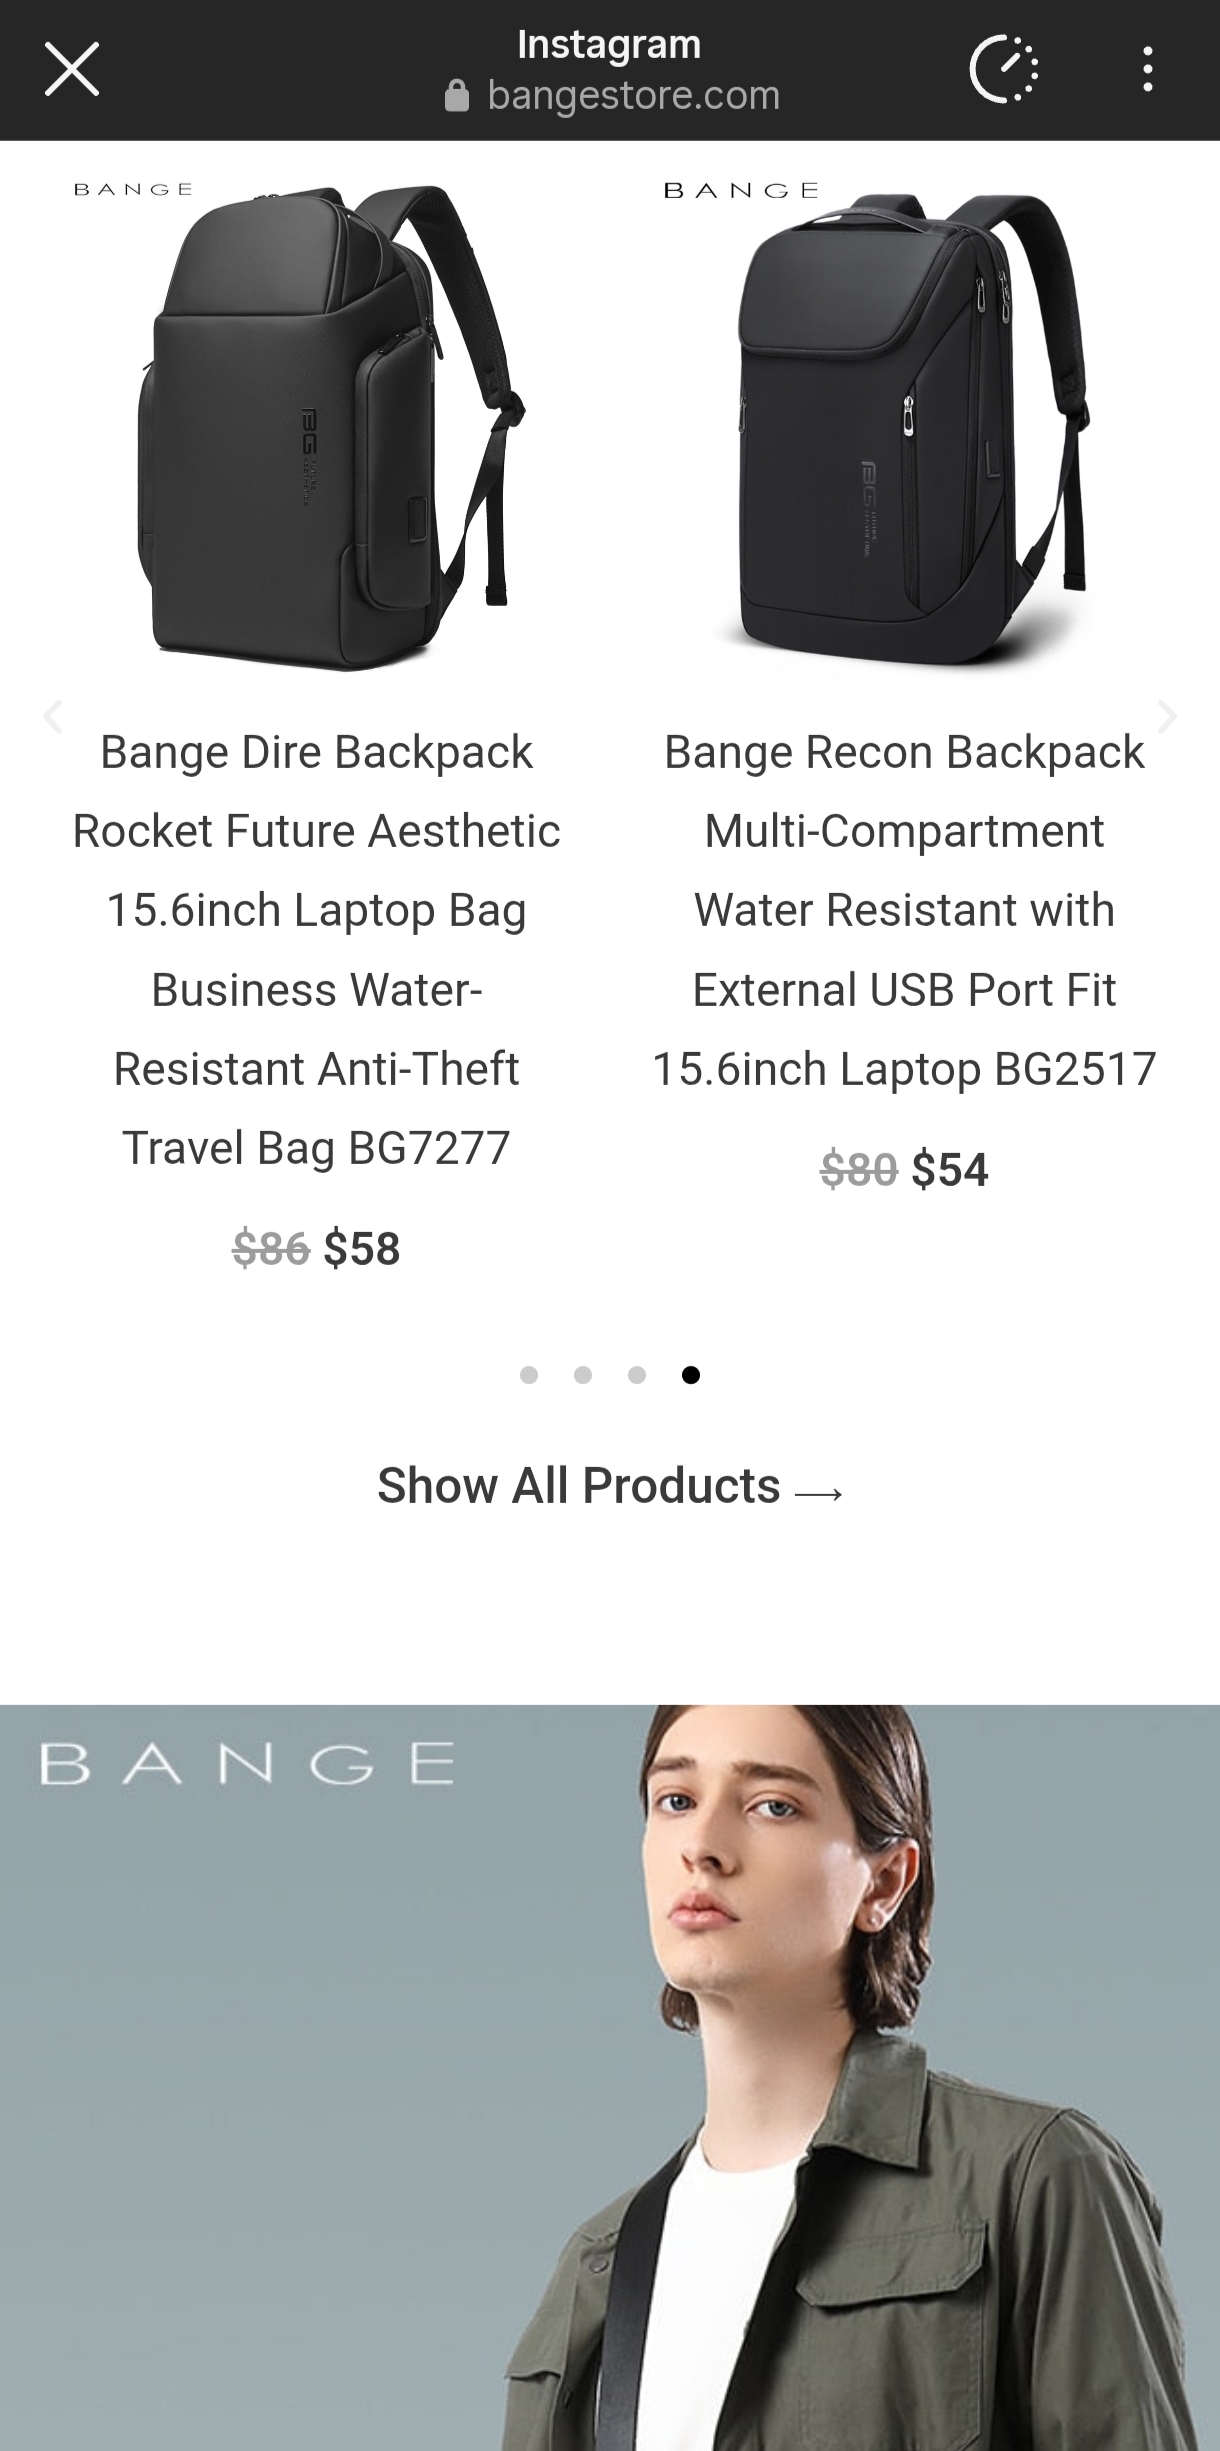 Instagram
bangestore.com
BANGE
BANGE
BG
BG
Bange Dire Backpack
Rocket Future Aesthetic
15.6inch Laptop Bag
Business Water-
Resistant Anti-Theft
Travel Bag BG7277
$86 $58
Bange Recon Backpack
Multi-Compartment
Water Resistant with
External USB Port Fit
15.6inch Laptop BG2517
$80 $54
Show All Products →
BANGE